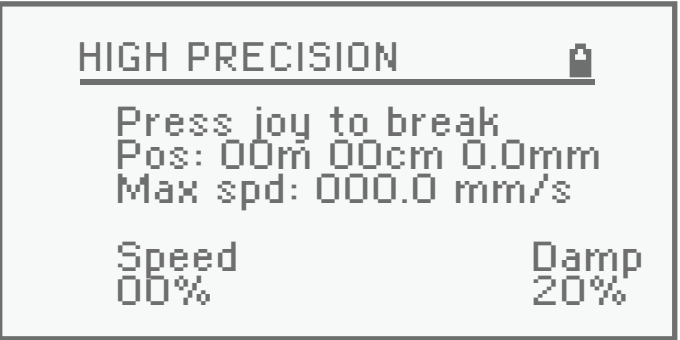 HIGH PRECISION
Press joy to break
Pos: 00m 00cm 0.0mm
Max spd: 000.0 mm/s
Speed Damp
00% 20%